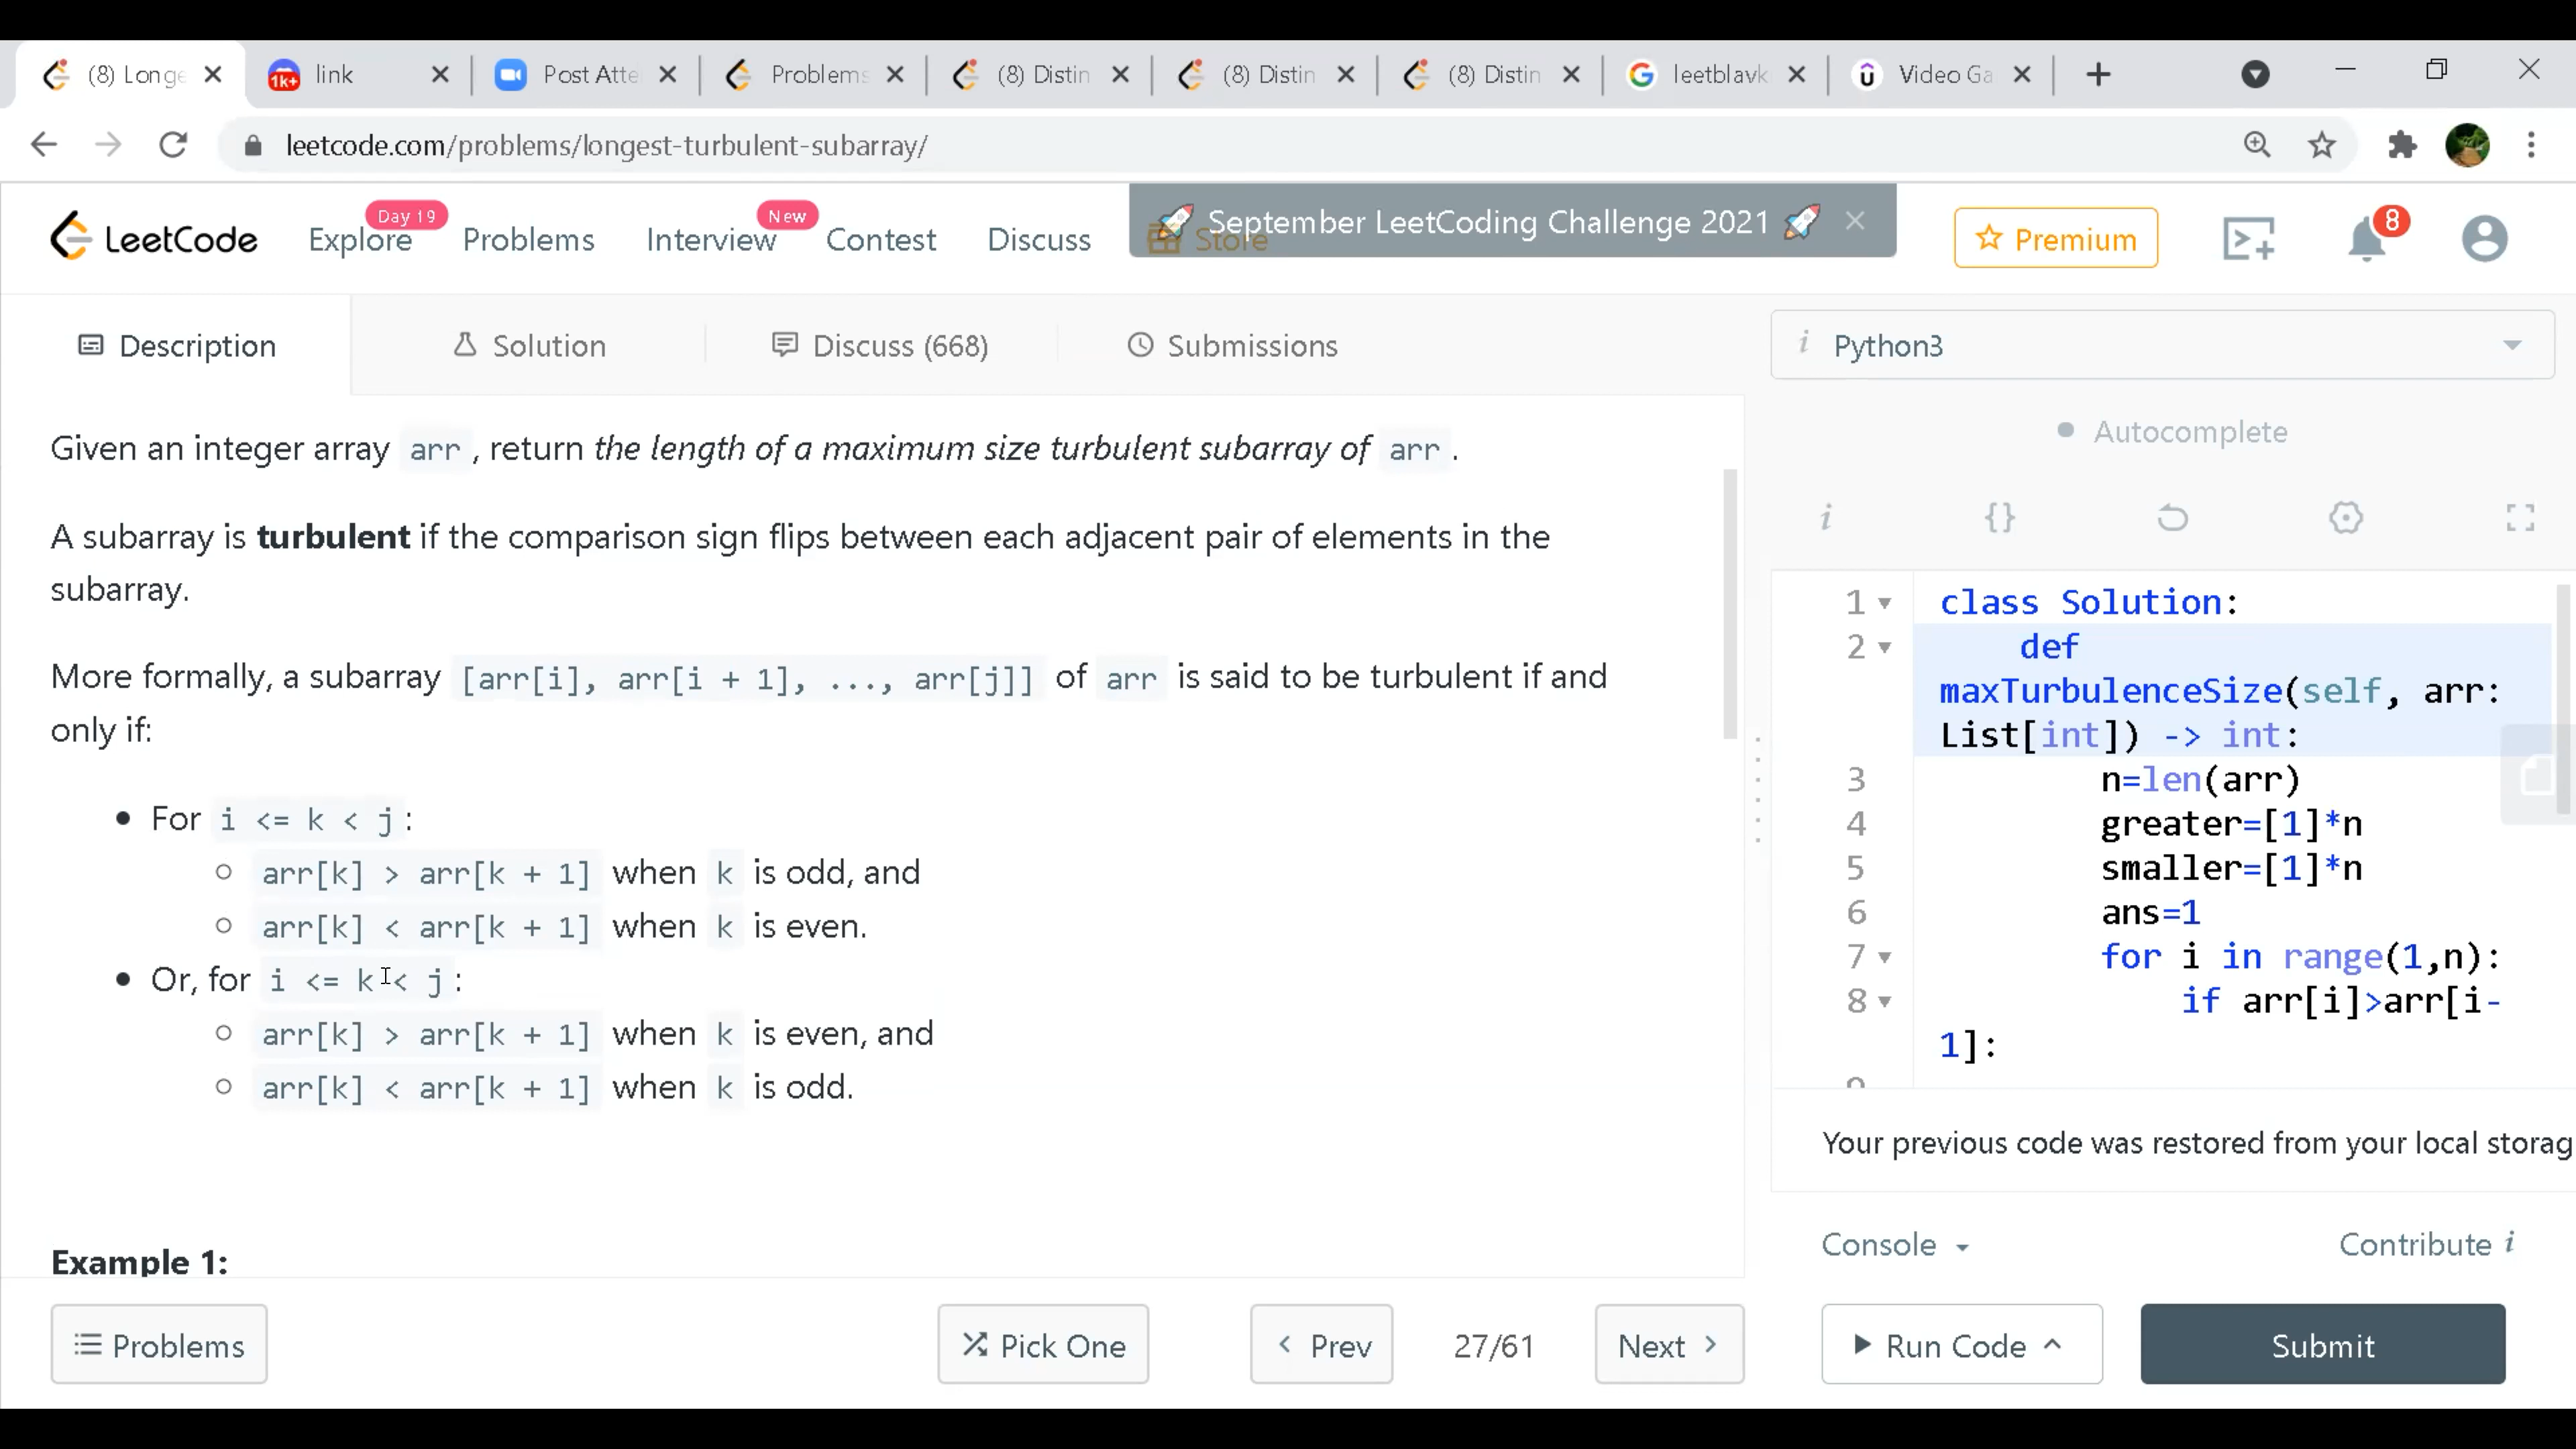 (8) Longe
link
1k+
Post Atte
Problems
(8) Distin
(8) Distin
(8) Distin
leetblavk
Video Ga
leetcode.com/problems/longest-turbulent-subarray/
LeetCode
Explore
Day 19
Problems
Interview
New
Contest
Discuss
Store
🚀 September LeetCoding Challenge 2021 🚀
Premium
8
Description
Solution
Discuss (668)
Submissions
Given an integer array arr, return the length of a maximum size turbulent subarray of arr.
A subarray is turbulent if the comparison sign flips between each adjacent pair of elements in the
subarray.
More formally, a subarray [arr[i], arr[i + 1], ..., arr[j]] of arr is said to be turbulent if and
only if:
• For i <= k < j:
○ arr[k] > arr[k + 1] when k is odd, and
○ arr[k] < arr[k + 1] when k is even.
• Or, for i <= k < j:
○ arr[k] > arr[k + 1] when k is even, and
○ arr[k] < arr[k + 1] when k is odd.
Example 1:
Problems
Pick One
Prev
27/61
Next
i Python3
Autocomplete
i {}
1 class Solution:
2 def
maxTurbulenceSize(self, arr:
List[int]) -> int:
3 n=len(arr)
4 greater=[1]*n
5 smaller=[1]*n
6 ans=1
7 for i in range(1,n):
8 if arr[i]>arr[i-
1]:
Your previous code was restored from your local storag
Console
Contribute i
Run Code
Submit